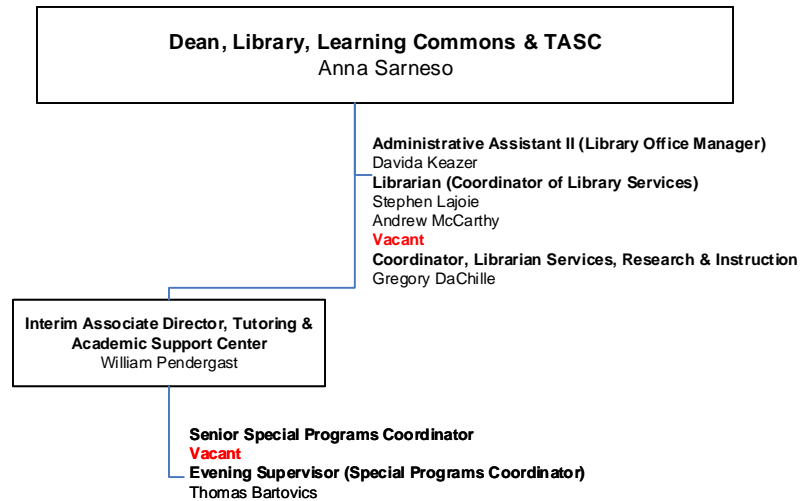 Dean, Library, Learning Commons & TASC
Anna Sarneso
Administrative Assistant II (Library Office Manager)
Davida Keazer
Librarian (Coordinator of Library Services)
Stephen Lajoie
Andrew McCarthy
Vacant
Coordinator, Librarian Services, Research & Instruction
Gregory DaChille
Interim Associate Director, Tutoring &
Academic Support Center
William Pendergast
Senior Special Programs Coordinator
Vacant
Evening Supervisor (Special Programs Coordinator)
Thomas Bartovics